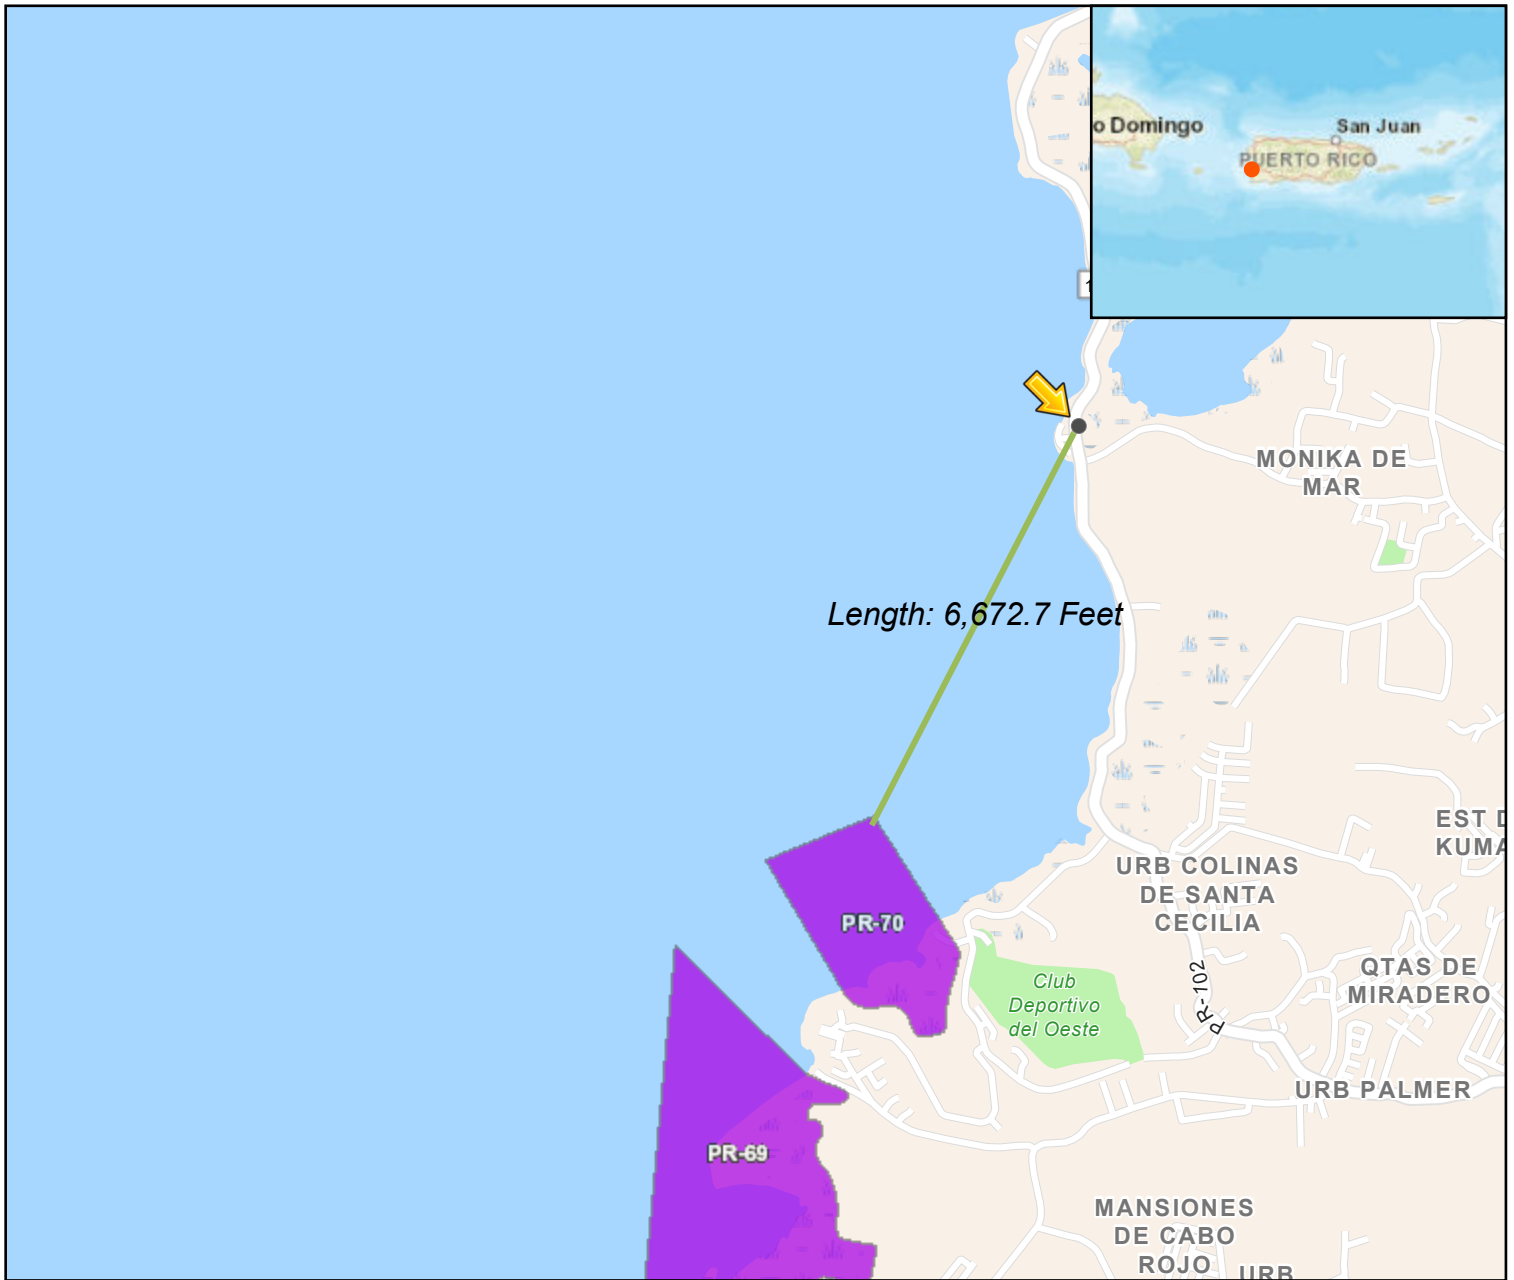 o Domingo
San Juan
PUERTO RICO
1
MONIKA DE
MAR
Length: 6,672.7 Feet
EST D
KUMA
URB COLINAS
DE SANTA
CECILIA
PR-70
QTAS DE
MIRADERO
PR-102
Club
Deportivo
del Oeste
URB PALMER
PR-69
MANSIONES
DE CABO
ROJO
URB